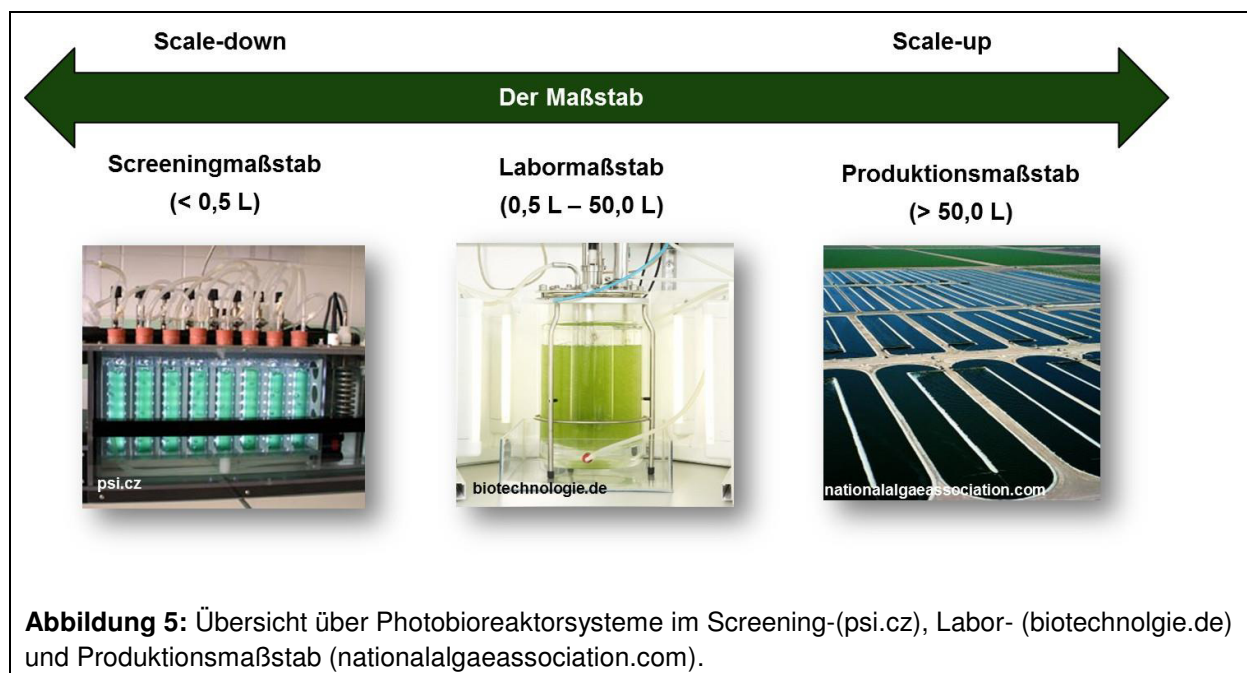 Scale-down
Scale-up
Der Maßstab
Screeningmaßstab
(< 0,5 L)
Labormaßstab
(0,5 L – 50,0 L)
Produktionsmaßstab
(> 50,0 L)
psi.cz
biotechnologie.de
nationalalgaeassociation.com
Abbildung 5: Übersicht über Photobioreaktorsysteme im Screening-(psi.cz), Labor- (biotechnolgie.de)
und Produktionsmaßstab (nationalalgaeassociation.com).